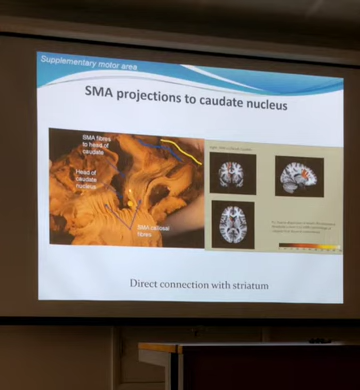 Supplementary motor area
SMA projections to caudate nucleus
SMA fibres
to head of
caudate
Head of
caudate
nucleus
SMA callosal
fibres
Direct connection with striatum